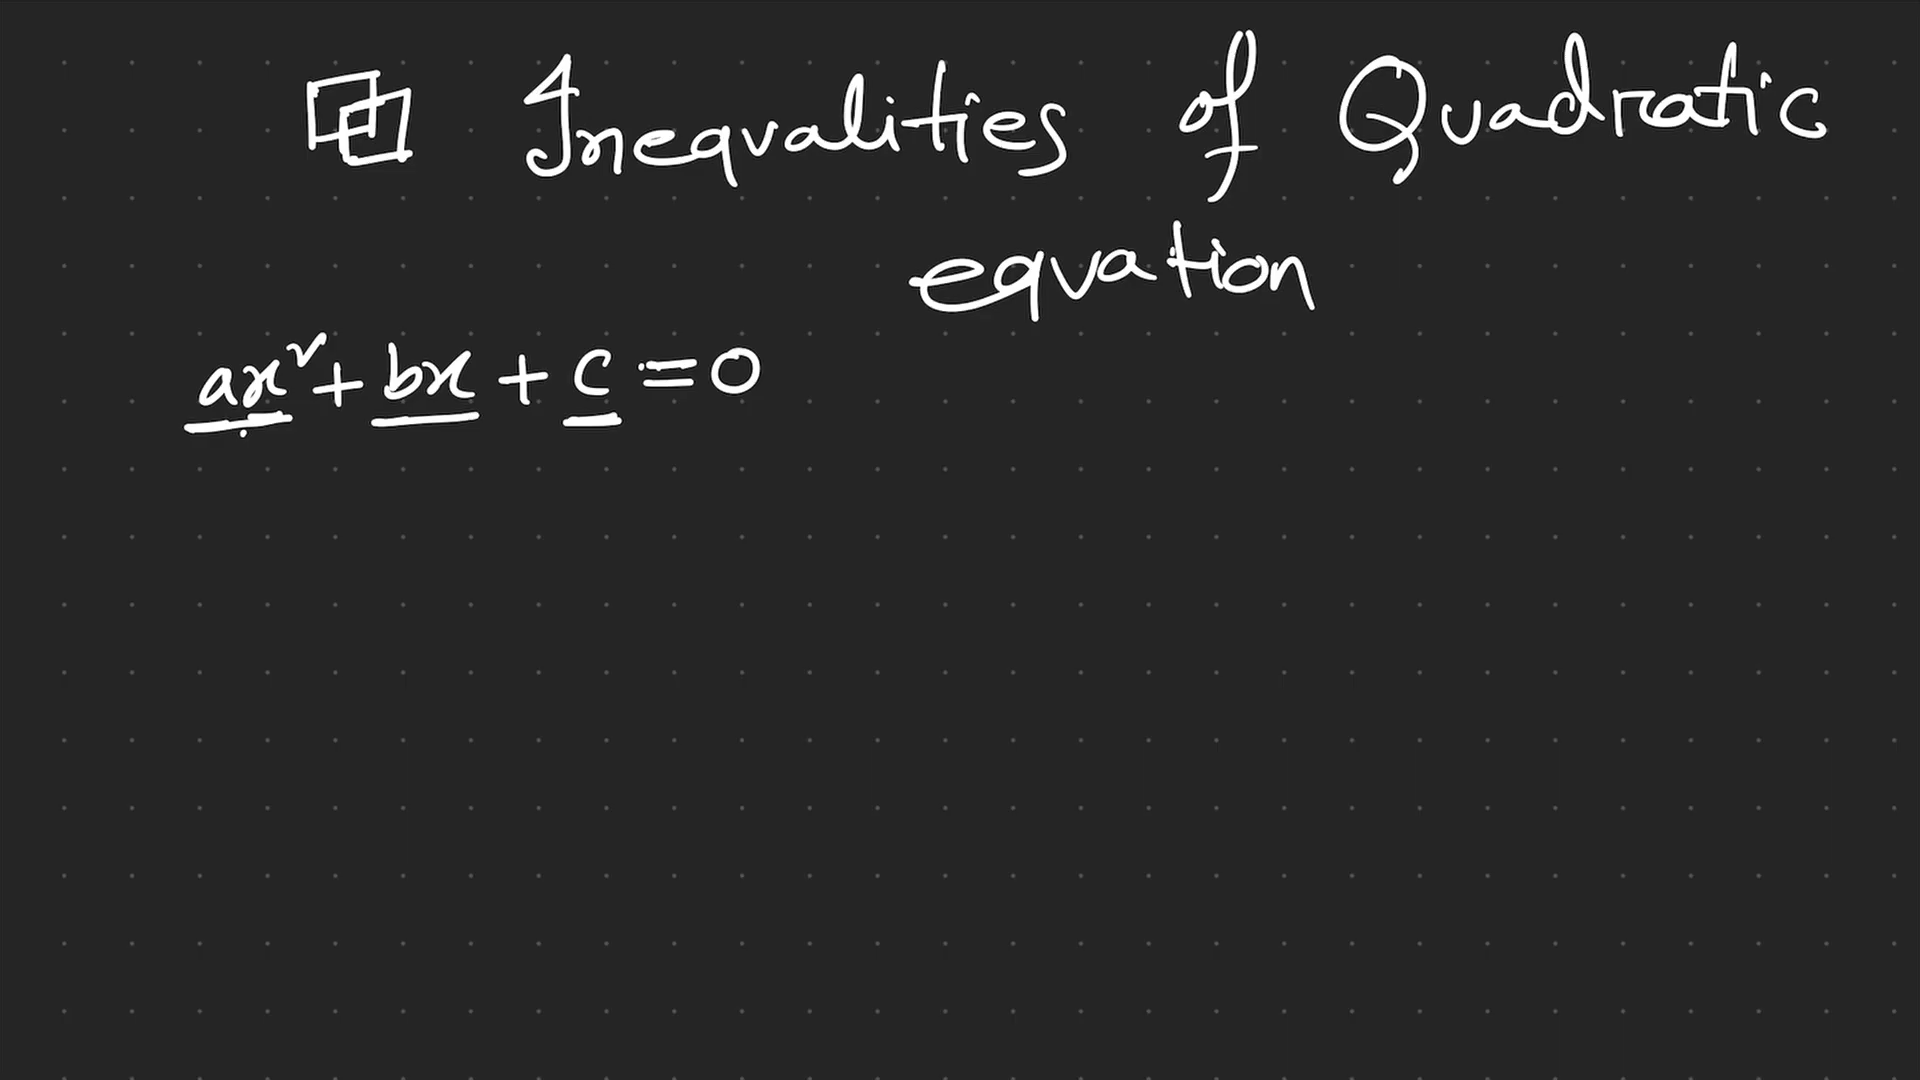 Inequalities of Quadratic
equation
ax² + bx + c = 0